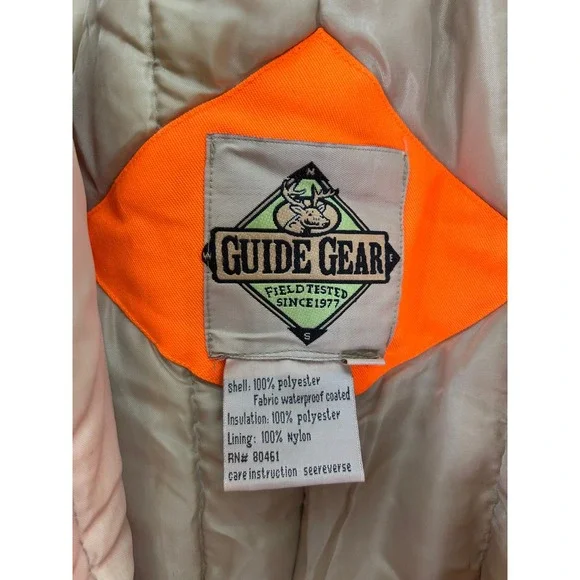 N
W
GUIDE GEAR
E
FIELD TESTED
SINCE 1977
S
Shell: 100% polyester
Fabric waterproof coated
Insulation: 100% polyester
Lining: 100% Nylon
RN# 80461
care instruction seereverse